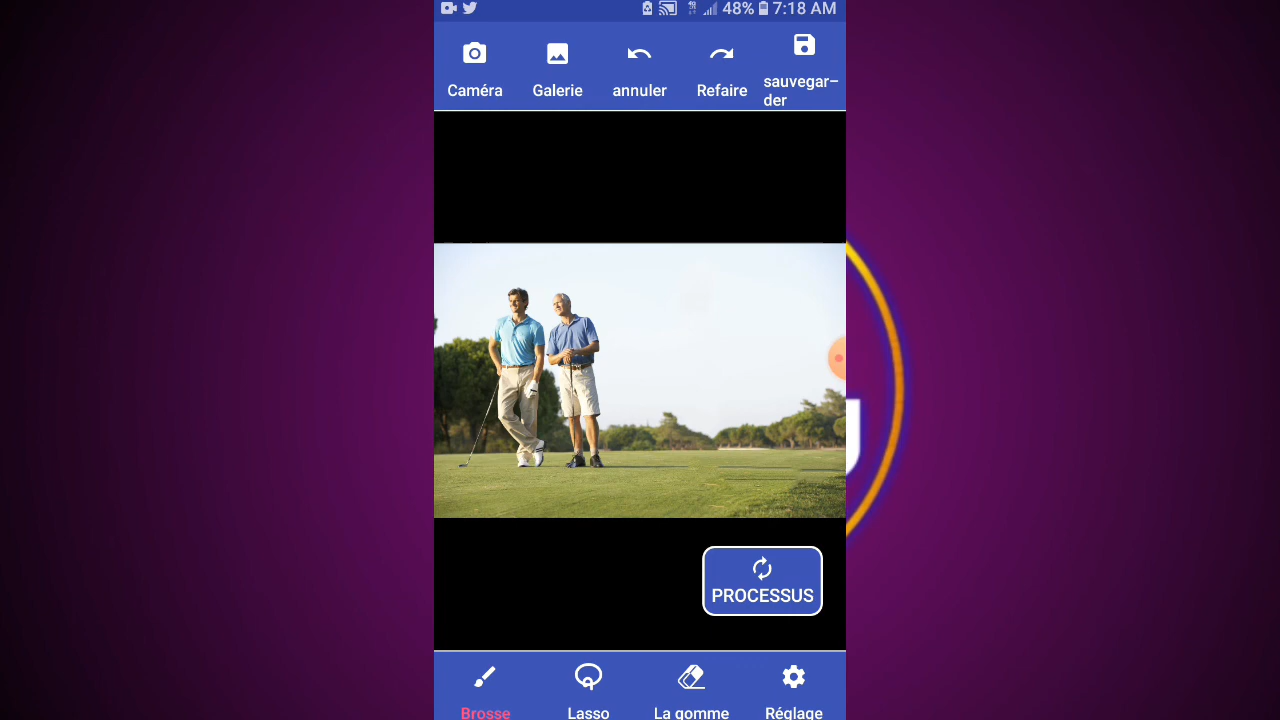 48% 7:18 AM
Caméra Galerie annuler Refaire sauvegar–
der
PROCESSUS
Brosse Lasso La gomme Réglage